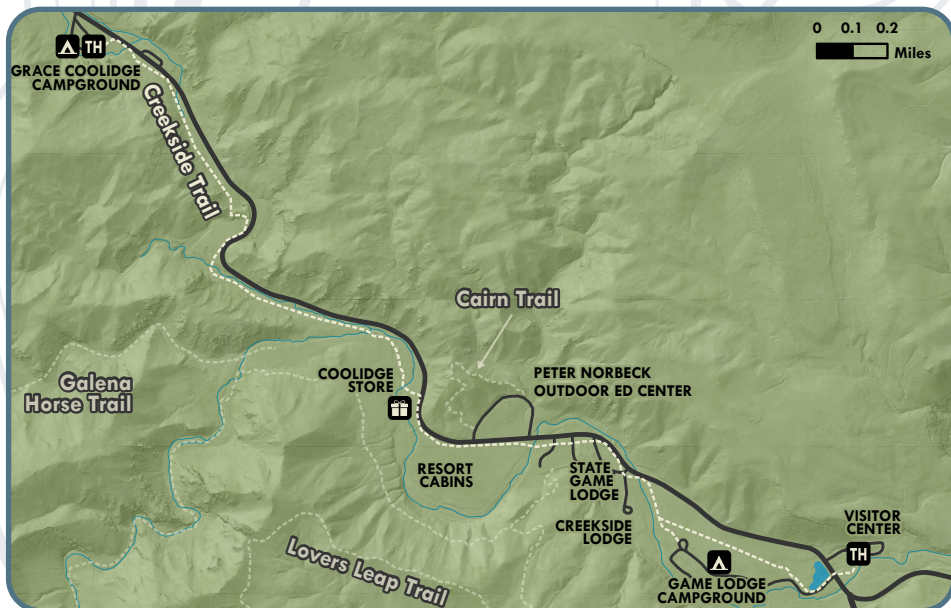 0 0.1 0.2
Miles
TH
GRACE COOLIDGE
CAMPGROUND
Creekside Trail
Cairn Trail
Galena
Horse Trail
COOLIDGE
STORE
PETER NORBECK
OUTDOOR ED CENTER
RESORT
CABINS
STATE
GAME
LODGE
CREEKSIDE
LODGE
VISITOR
CENTER
TH
Lovers Leap Trail
GAME LODGE
CAMPGROUND